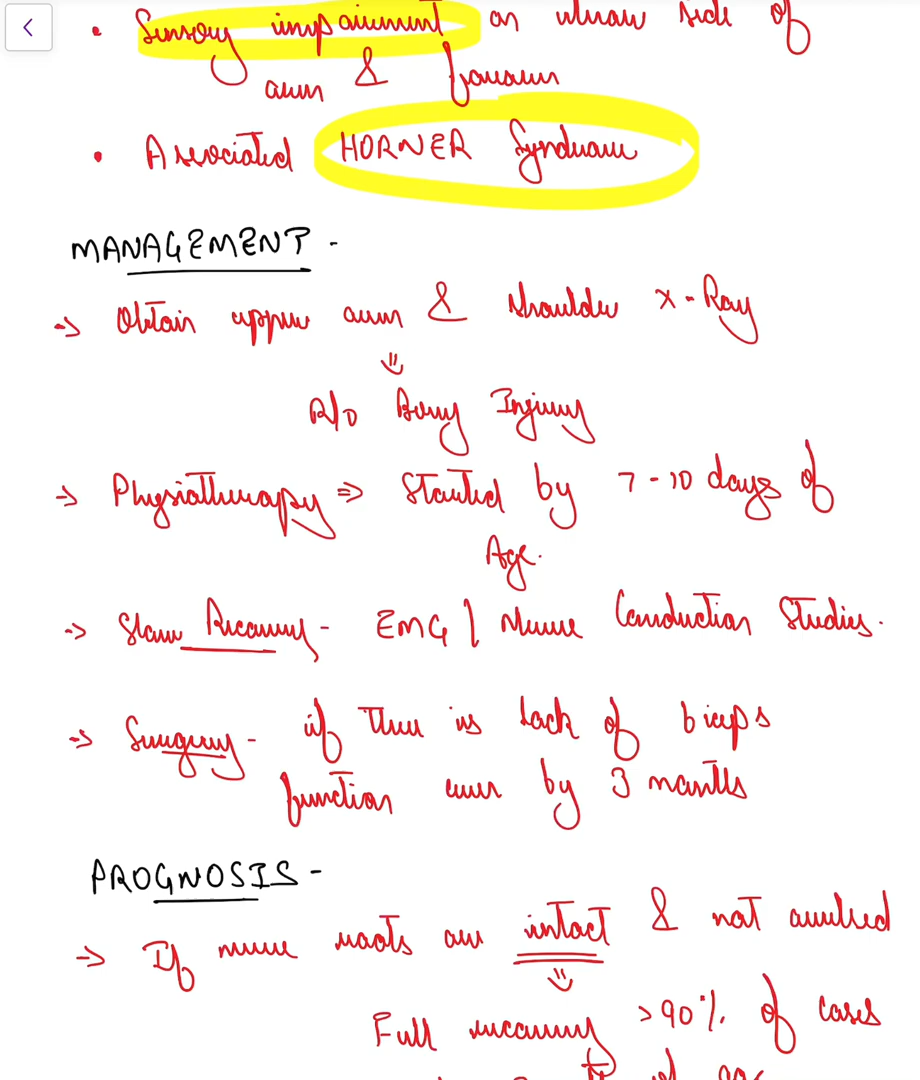 • Sensory impairment on ulnar side of
arm & forearm
• Associated HORNER Syndrome
MANAGEMENT -
→ Obtain upper arm & shoulder X-Ray
⇓
R/o Bony Injury
→ Physiotherapy ⇒ Started by 7-10 days of
Age.
→ Slow Recovery - EMG / Nerve Conduction Studies.
→ Surgery - if there is lack of biceps
function even by 3 months
PROGNOSIS -
→ If nerve roots are intact & not avulsed
⇓
Full recovery >90% of cases